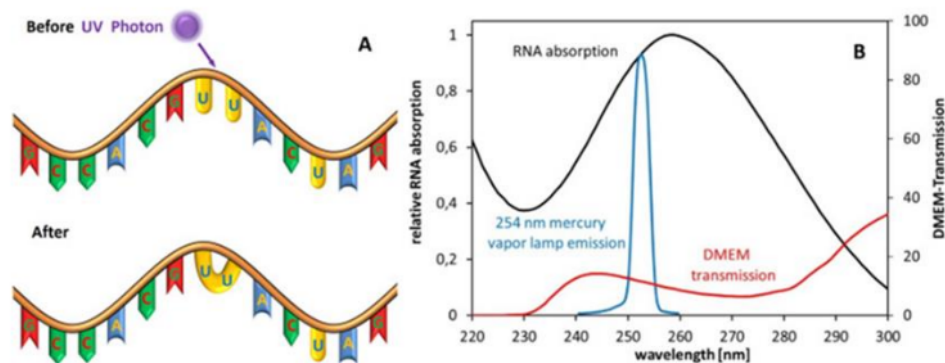 Before UV Photon
A
G C C A C G U U A C U A G
After
G C C A C G U U A C U A G
B
relative RNA absorption
1
0,8
0,6
0,4
0,2
0
RNA absorption
254 nm mercury
vapor lamp emission
DMEM
transmission
100
80
60
40
20
0
DMEM-Transmission
220 230 240 250 260 270 280 290 300
wavelength [nm]